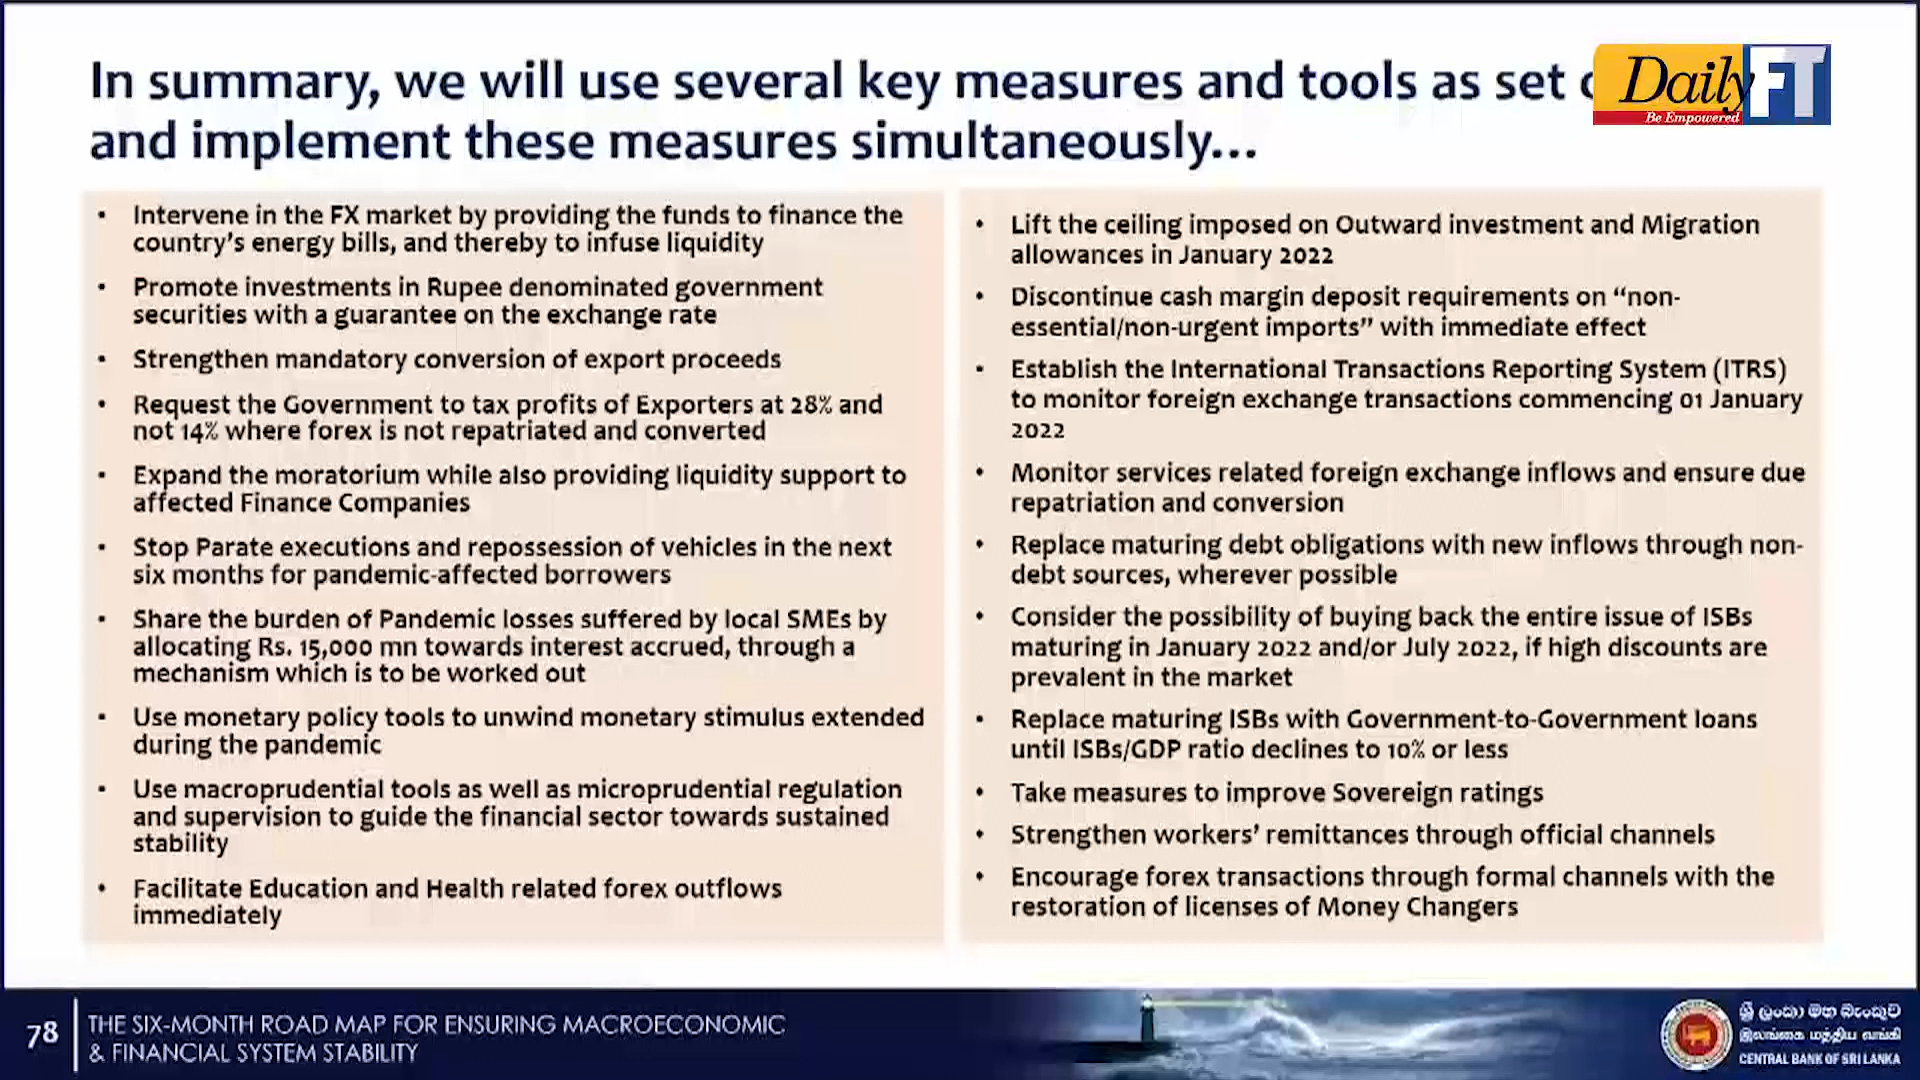 In summary, we will use several key measures and tools as set
and implement these measures simultaneously...
Daily FT
Be Empowered
• Intervene in the FX market by providing the funds to finance the
country's energy bills, and thereby to infuse liquidity
• Promote investments in Rupee denominated government
securities with a guarantee on the exchange rate
• Strengthen mandatory conversion of export proceeds
• Request the Government to tax profits of Exporters at 28% and
not 14% where forex is not repatriated and converted
• Expand the moratorium while also providing liquidity support to
affected Finance Companies
• Stop Parate executions and repossession of vehicles in the next
six months for pandemic-affected borrowers
• Share the burden of Pandemic losses suffered by local SMEs by
allocating Rs. 15,000 mn towards interest accrued, through a
mechanism which is to be worked out
• Use monetary policy tools to unwind monetary stimulus extended
during the pandemic
• Use macroprudential tools as well as microprudential regulation
and supervision to guide the financial sector towards sustained
stability
• Facilitate Education and Health related forex outflows
immediately
• Lift the ceiling imposed on Outward investment and Migration
allowances in January 2022
• Discontinue cash margin deposit requirements on “non-
essential/non-urgent imports” with immediate effect
• Establish the International Transactions Reporting System (ITRS)
to monitor foreign exchange transactions commencing 01 January
2022
• Monitor services related foreign exchange inflows and ensure due
repatriation and conversion
• Replace maturing debt obligations with new inflows through non-
debt sources, wherever possible
• Consider the possibility of buying back the entire issue of ISBs
maturing in January 2022 and/or July 2022, if high discounts are
prevalent in the market
• Replace maturing ISBs with Government-to-Government loans
until ISBs/GDP ratio declines to 10% or less
• Take measures to improve Sovereign ratings
• Strengthen workers' remittances through official channels
• Encourage forex transactions through formal channels with the
restoration of licenses of Money Changers
78
THE SIX-MONTH ROAD MAP FOR ENSURING MACROECONOMIC
& FINANCIAL SYSTEM STABILITY
ශ්‍රී ලංකා මහ බැංකුව
இலங்கை மத்திய வங்கி
CENTRAL BANK OF SRI LANKA